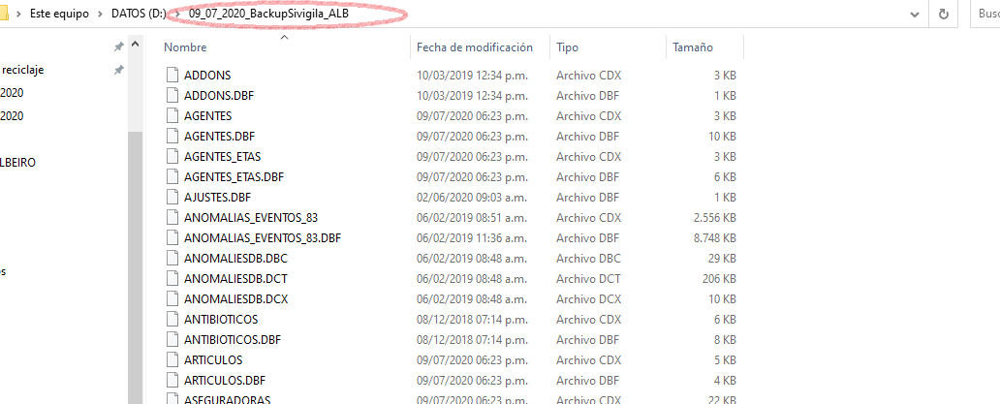 Este equipo > DATOS (D:) > 09_07_2020_BackupSivigila_ALB Busc
Nombre Fecha de modificación Tipo Tamaño
ADDONS 10/03/2019 12:34 p.m. Archivo CDX 3 KB
reciclaje
ADDONS.DBF 10/03/2019 12:34 p.m. Archivo DBF 1 KB
2020
AGENTES 09/07/2020 06:23 p.m. Archivo CDX 3 KB
2020
AGENTES.DBF 09/07/2020 06:23 p.m. Archivo DBF 10 KB
AGENTES_ETAS 09/07/2020 06:23 p.m. Archivo CDX 3 KB
LBEIRO
AGENTES_ETAS.DBF 09/07/2020 06:23 p.m. Archivo DBF 6 KB
AJUSTES.DBF 02/06/2020 09:03 a.m. Archivo DBF 1 KB
ANOMALIAS_EVENTOS_83 06/02/2019 08:51 a.m. Archivo CDX 2.556 KB
ANOMALIAS_EVENTOS_83.DBF 06/02/2019 11:36 a.m. Archivo DBF 8.748 KB
ANOMALIESDB.DBC 06/02/2019 08:48 a.m. Archivo DBC 29 KB
os
ANOMALIESDB.DCT 06/02/2019 08:48 a.m. Archivo DCT 206 KB
ANOMALIESDB.DCX 06/02/2019 08:48 a.m. Archivo DCX 10 KB
ANTIBIOTICOS 08/12/2018 07:14 p.m. Archivo CDX 6 KB
ANTIBIOTICOS.DBF 08/12/2018 07:14 p.m. Archivo DBF 8 KB
ARTICULOS 09/07/2020 06:23 p.m. Archivo CDX 5 KB
ARTICULOS.DBF 09/07/2020 06:23 p.m. Archivo DBF 4 KB
ASEGURADORAS 09/07/2020 06:23 p.m. Archivo CDX 22 KB